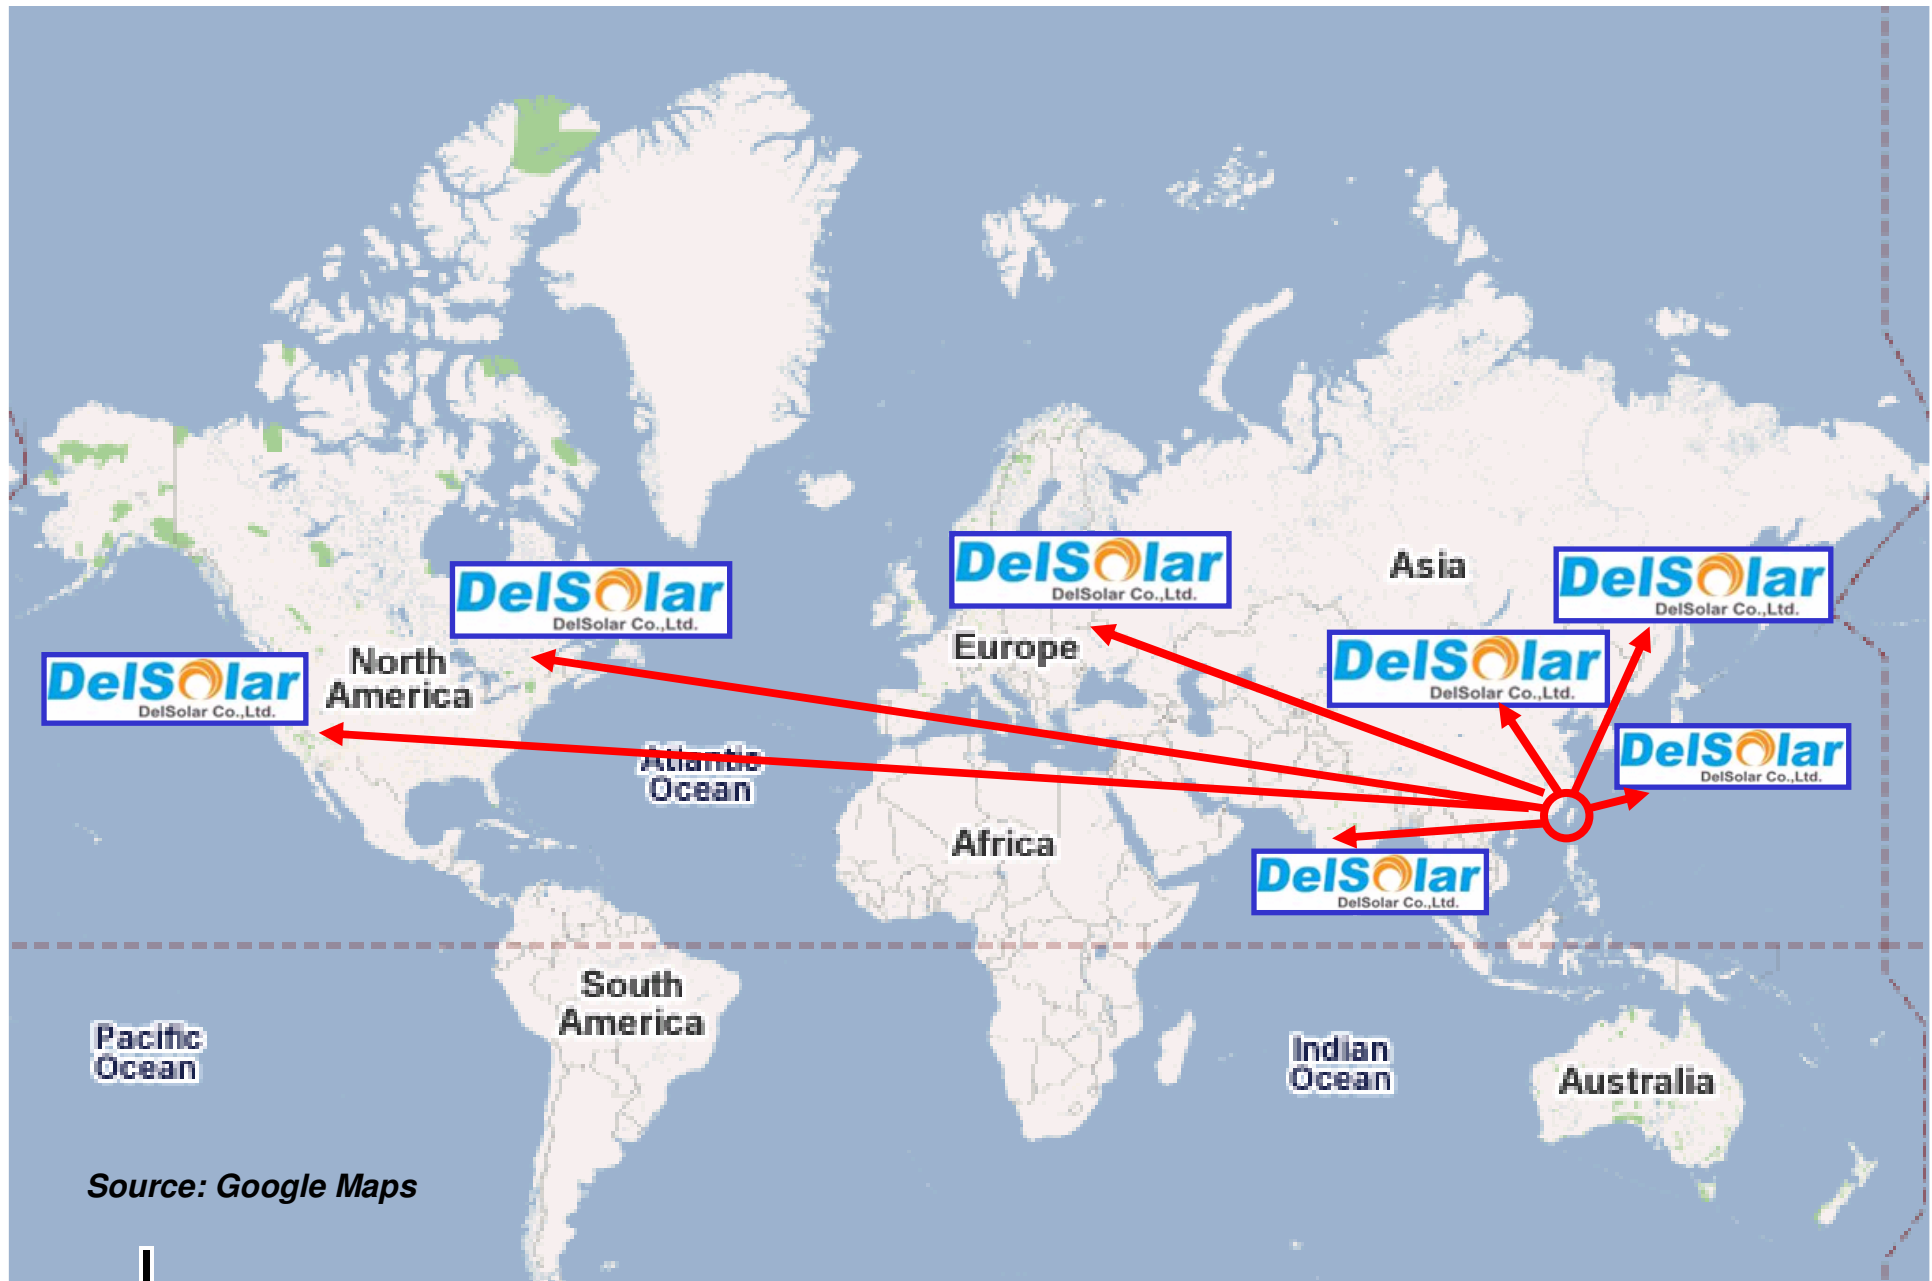 DelSolar
DelSolar Co.,Ltd.
Asia
DelSolar
DelSolar Co.,Ltd.
DelSolar
DelSolar Co.,Ltd.
Europe
DelSolar
DelSolar Co.,Ltd.
North
America
DelSolar
DelSolar Co.,Ltd.
DelSolar
DelSolar Co.,Ltd.
Atlantic
Ocean
Africa
DelSolar
DelSolar Co.,Ltd.
South
America
Pacific
Ocean
Indian
Ocean
Australia
Source: Google Maps